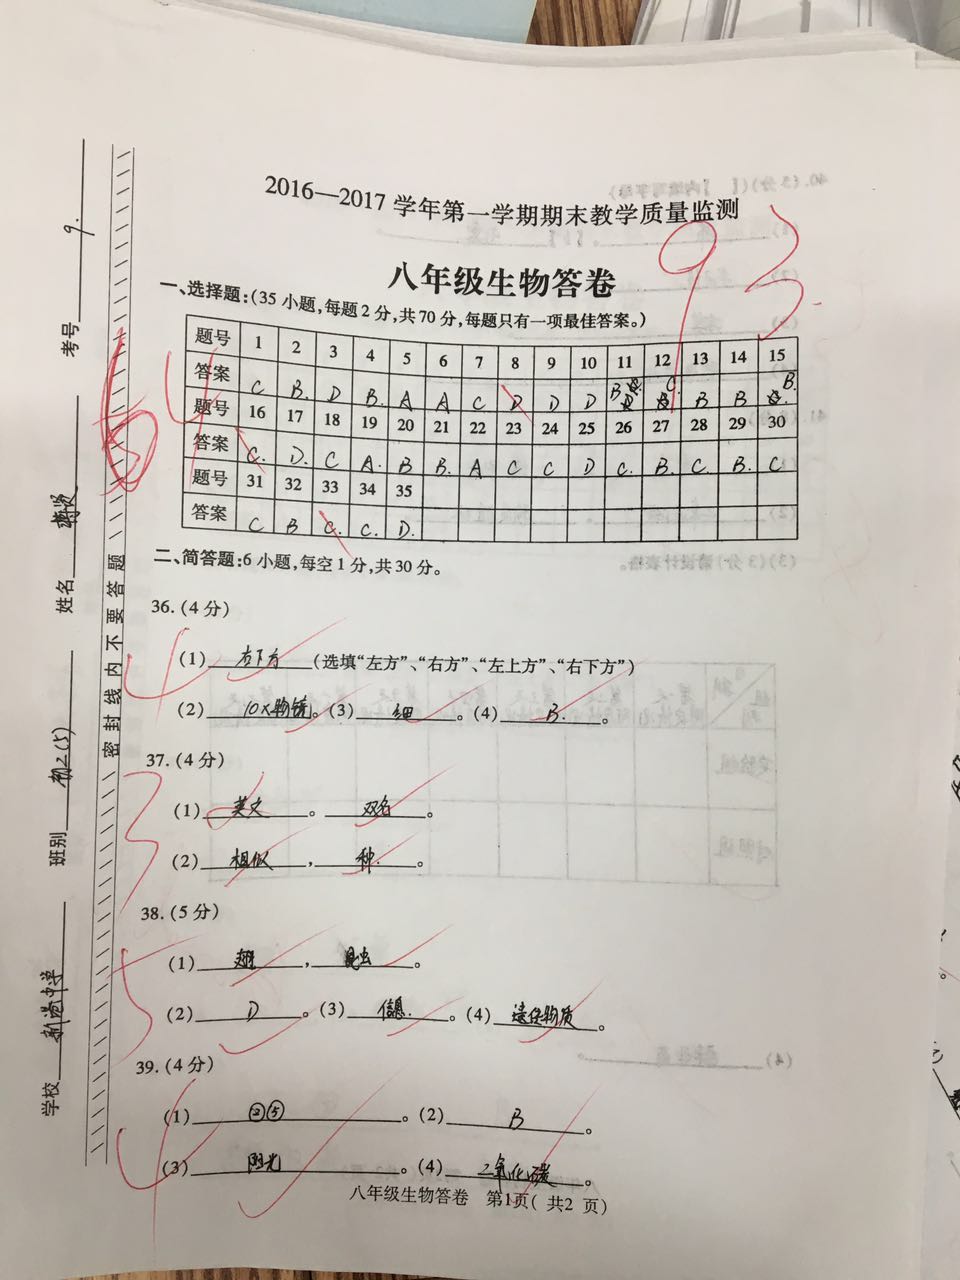 2016—2017 学年第一学期期末教学质量监测
93.
八年级生物答卷
一、选择题:(35 小题,每题 2 分,共 70 分,每题只有一项最佳答案。)
64
题号 1 2 3 4 5 6 7 8 9 10 11 12 13 14 15
答案 C B. D B. A A C D D D B C. B B B.
题号 16 17 18 19 20 21 22 23 24 25 26 27 28 29 30
答案 C. D. C A. B B. A C C D C. B. C. B. C
题号 31 32 33 34 35
答案 C B C. C. D.
二、简答题:6 小题,每空 1 分,共 30 分。
36.(4 分)
4
(1) 右下方 (选填“左方”、“右方”、“左上方”、“右下方”)
(2) 10×物镜。(3) 细 。(4) B. 。
37.(4 分)
3
(1) 英文 。 双名 。
(2) 相似 , 种. 。
38.(5 分)
5
(1) 翅 , 昆虫 。
(2) D 。(3) 信息. 。(4) 遗传物质 。
39.(4 分)
4
(1) ②⑤ 。(2) B 。
(3) 阳光 。(4) 二氧化碳 。
八年级生物答卷 第1页( 共2 页)
学校 新港中学 班别 初二(5) 姓名 考号 9.
密封线内不要答题